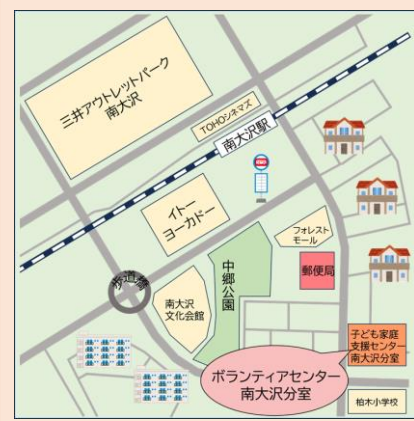 三井アウトレットパーク
南大沢
TOHOシネマズ
南大沢駅
イトー
ヨーカドー
フォレスト
モール
中郷公園
郵便局
歩道橋
南大沢
文化会館
子ども家庭
支援センター
南大沢分室
ボランティアセンター
南大沢分室
柏木小学校